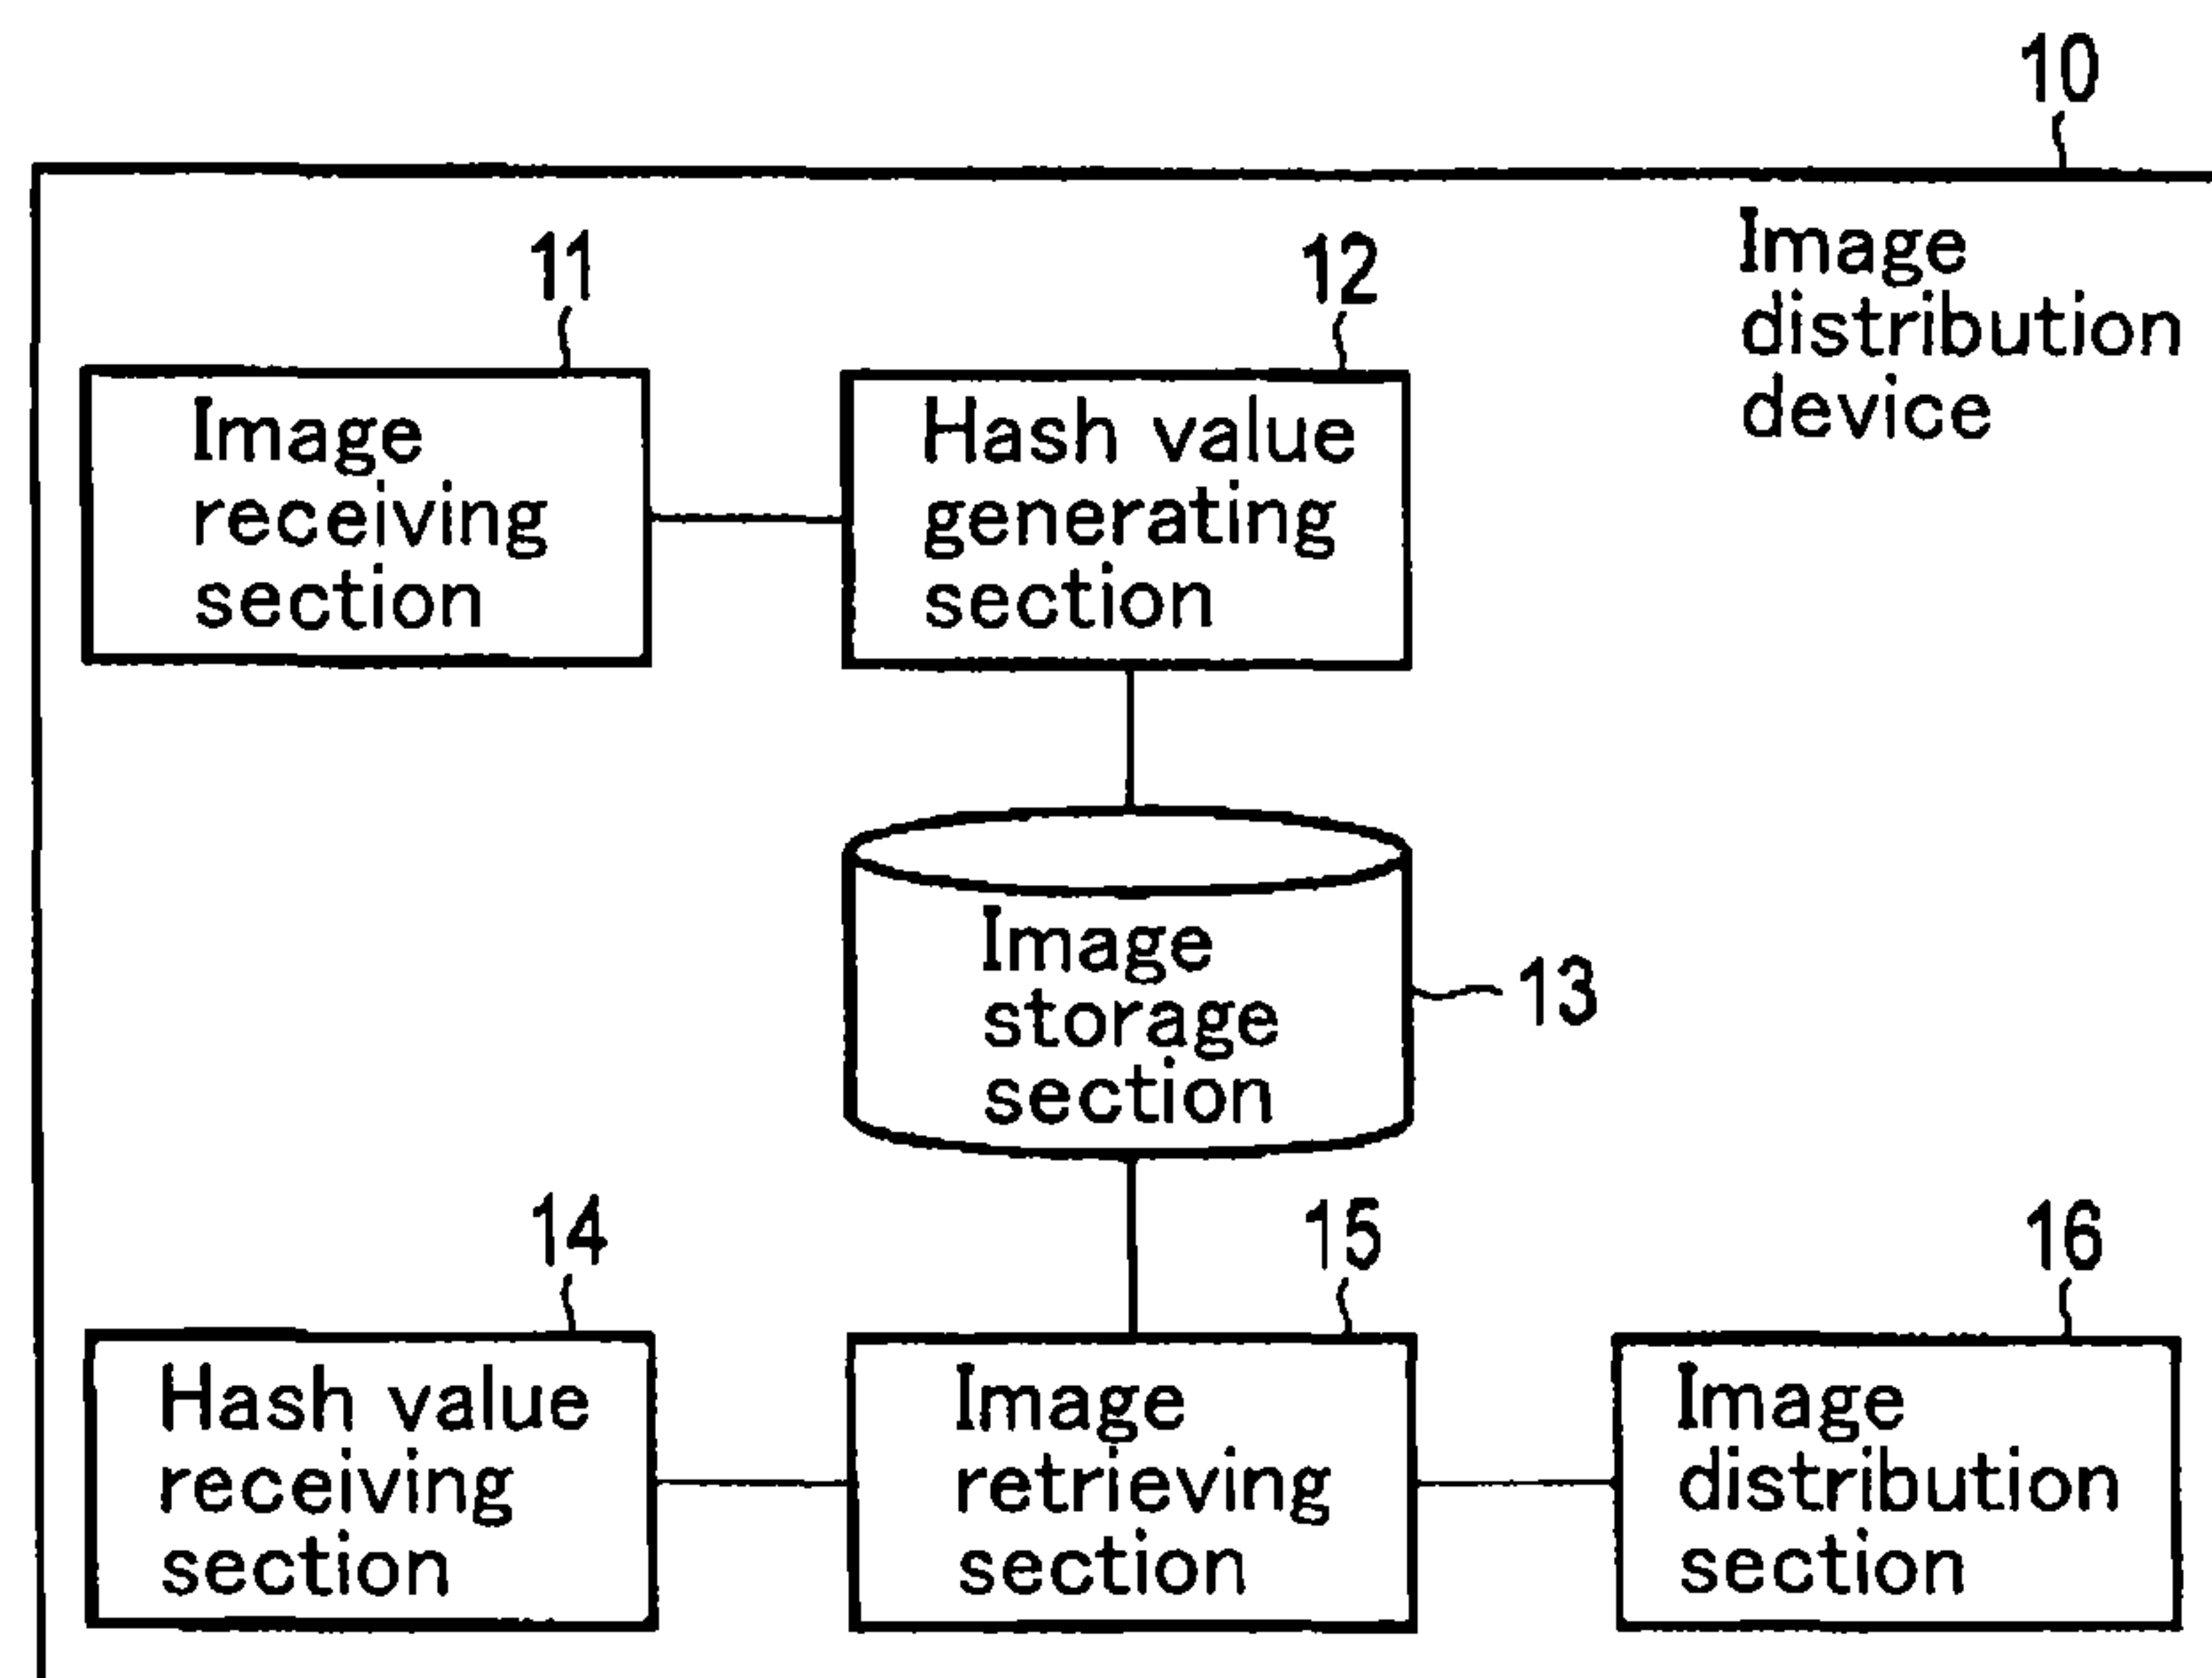 10
Image
distribution
device
11
Image
receiving
section
12
Hash value
generating
section
Image
storage
section
13
14
Hash value
receiving
section
15
Image
retrieving
section
16
Image
distribution
section